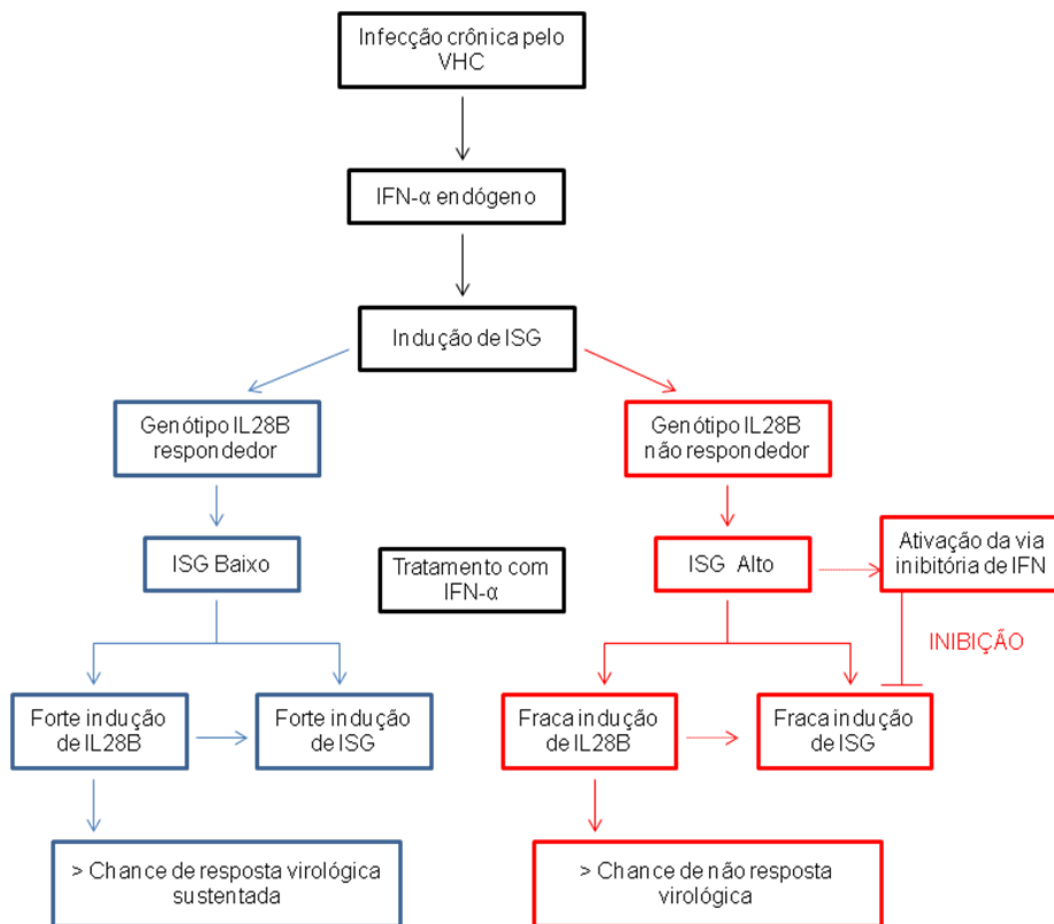 Infecção crônica pelo
VHC
IFN-α endógeno
Indução de ISG
Genótipo IL28B
respondedor
Genótipo IL28B
não respondedor
ISG Baixo
Tratamento com
IFN-α
ISG Alto
Ativação da via
inibitória de IFN
INIBIÇÃO
Forte indução
de IL28B
Forte indução
de ISG
Fraca indução
de IL28B
Fraca indução
de ISG
> Chance de resposta virológica
sustentada
> Chance de não resposta
virológica